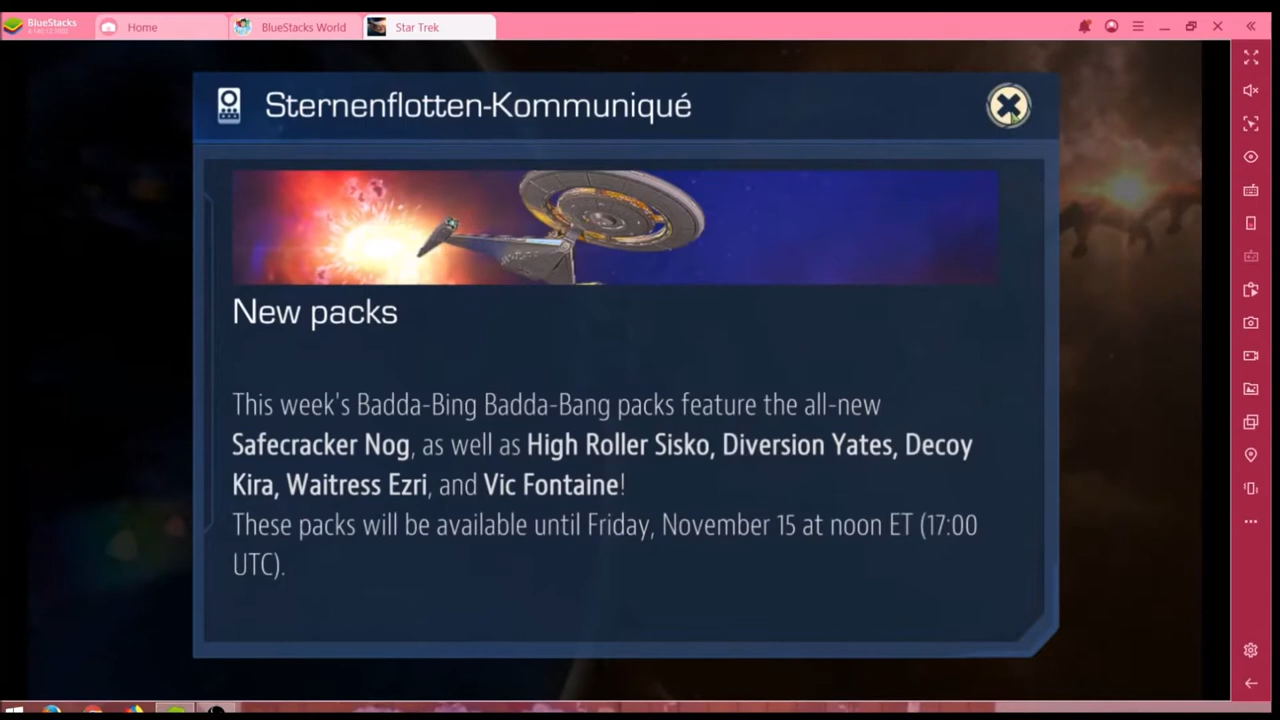 BlueStacks
Home
BlueStacks World
Star Trek
Sternenflotten-Kommuniqué
New packs
This week's Badda-Bing Badda-Bang packs feature the all-new
Safecracker Nog, as well as High Roller Sisko, Diversion Yates, Decoy
Kira, Waitress Ezri, and Vic Fontaine!
These packs will be available until Friday, November 15 at noon ET (17:00
UTC).